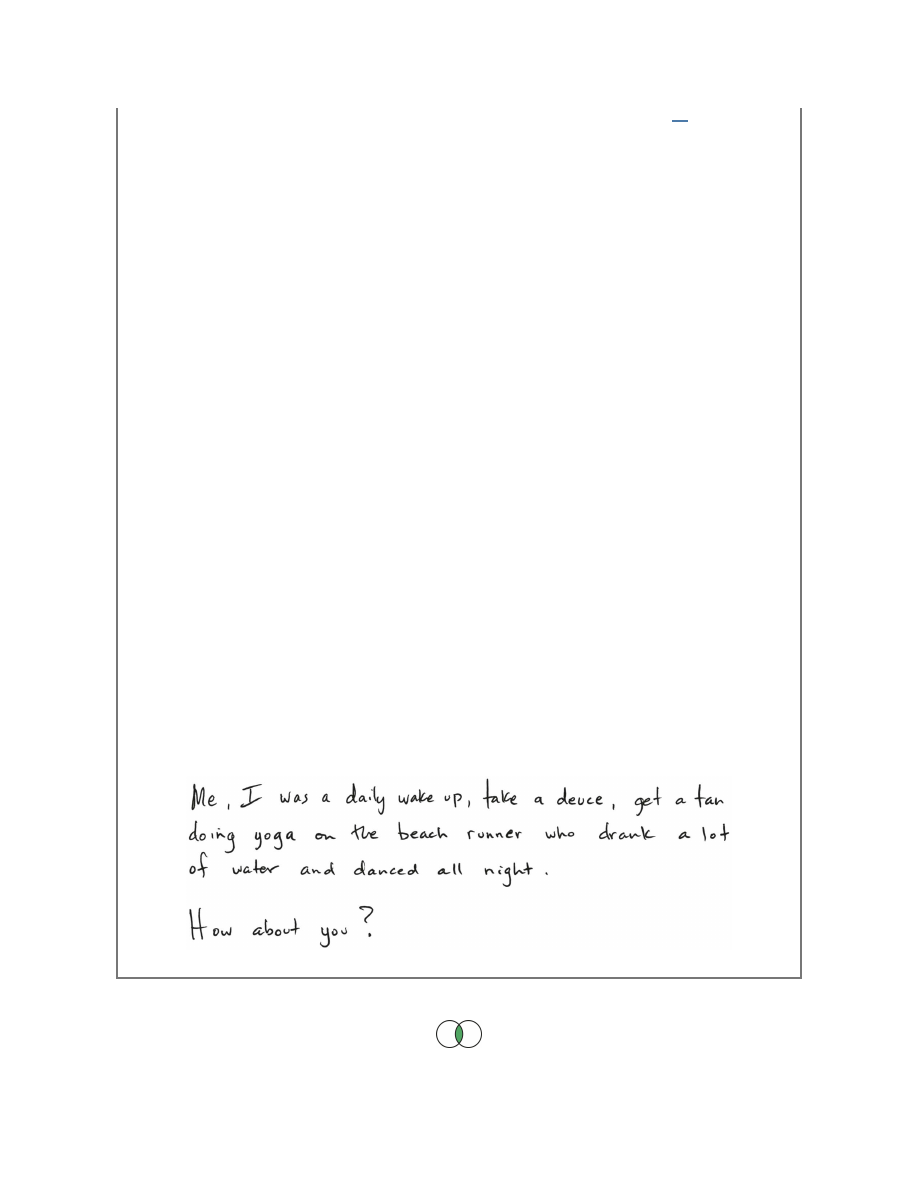 Me, I was a daily wake up, take a deuce, get a tan
doing yoga on the beach runner who drank a lot
of water and danced all night.
How about you?